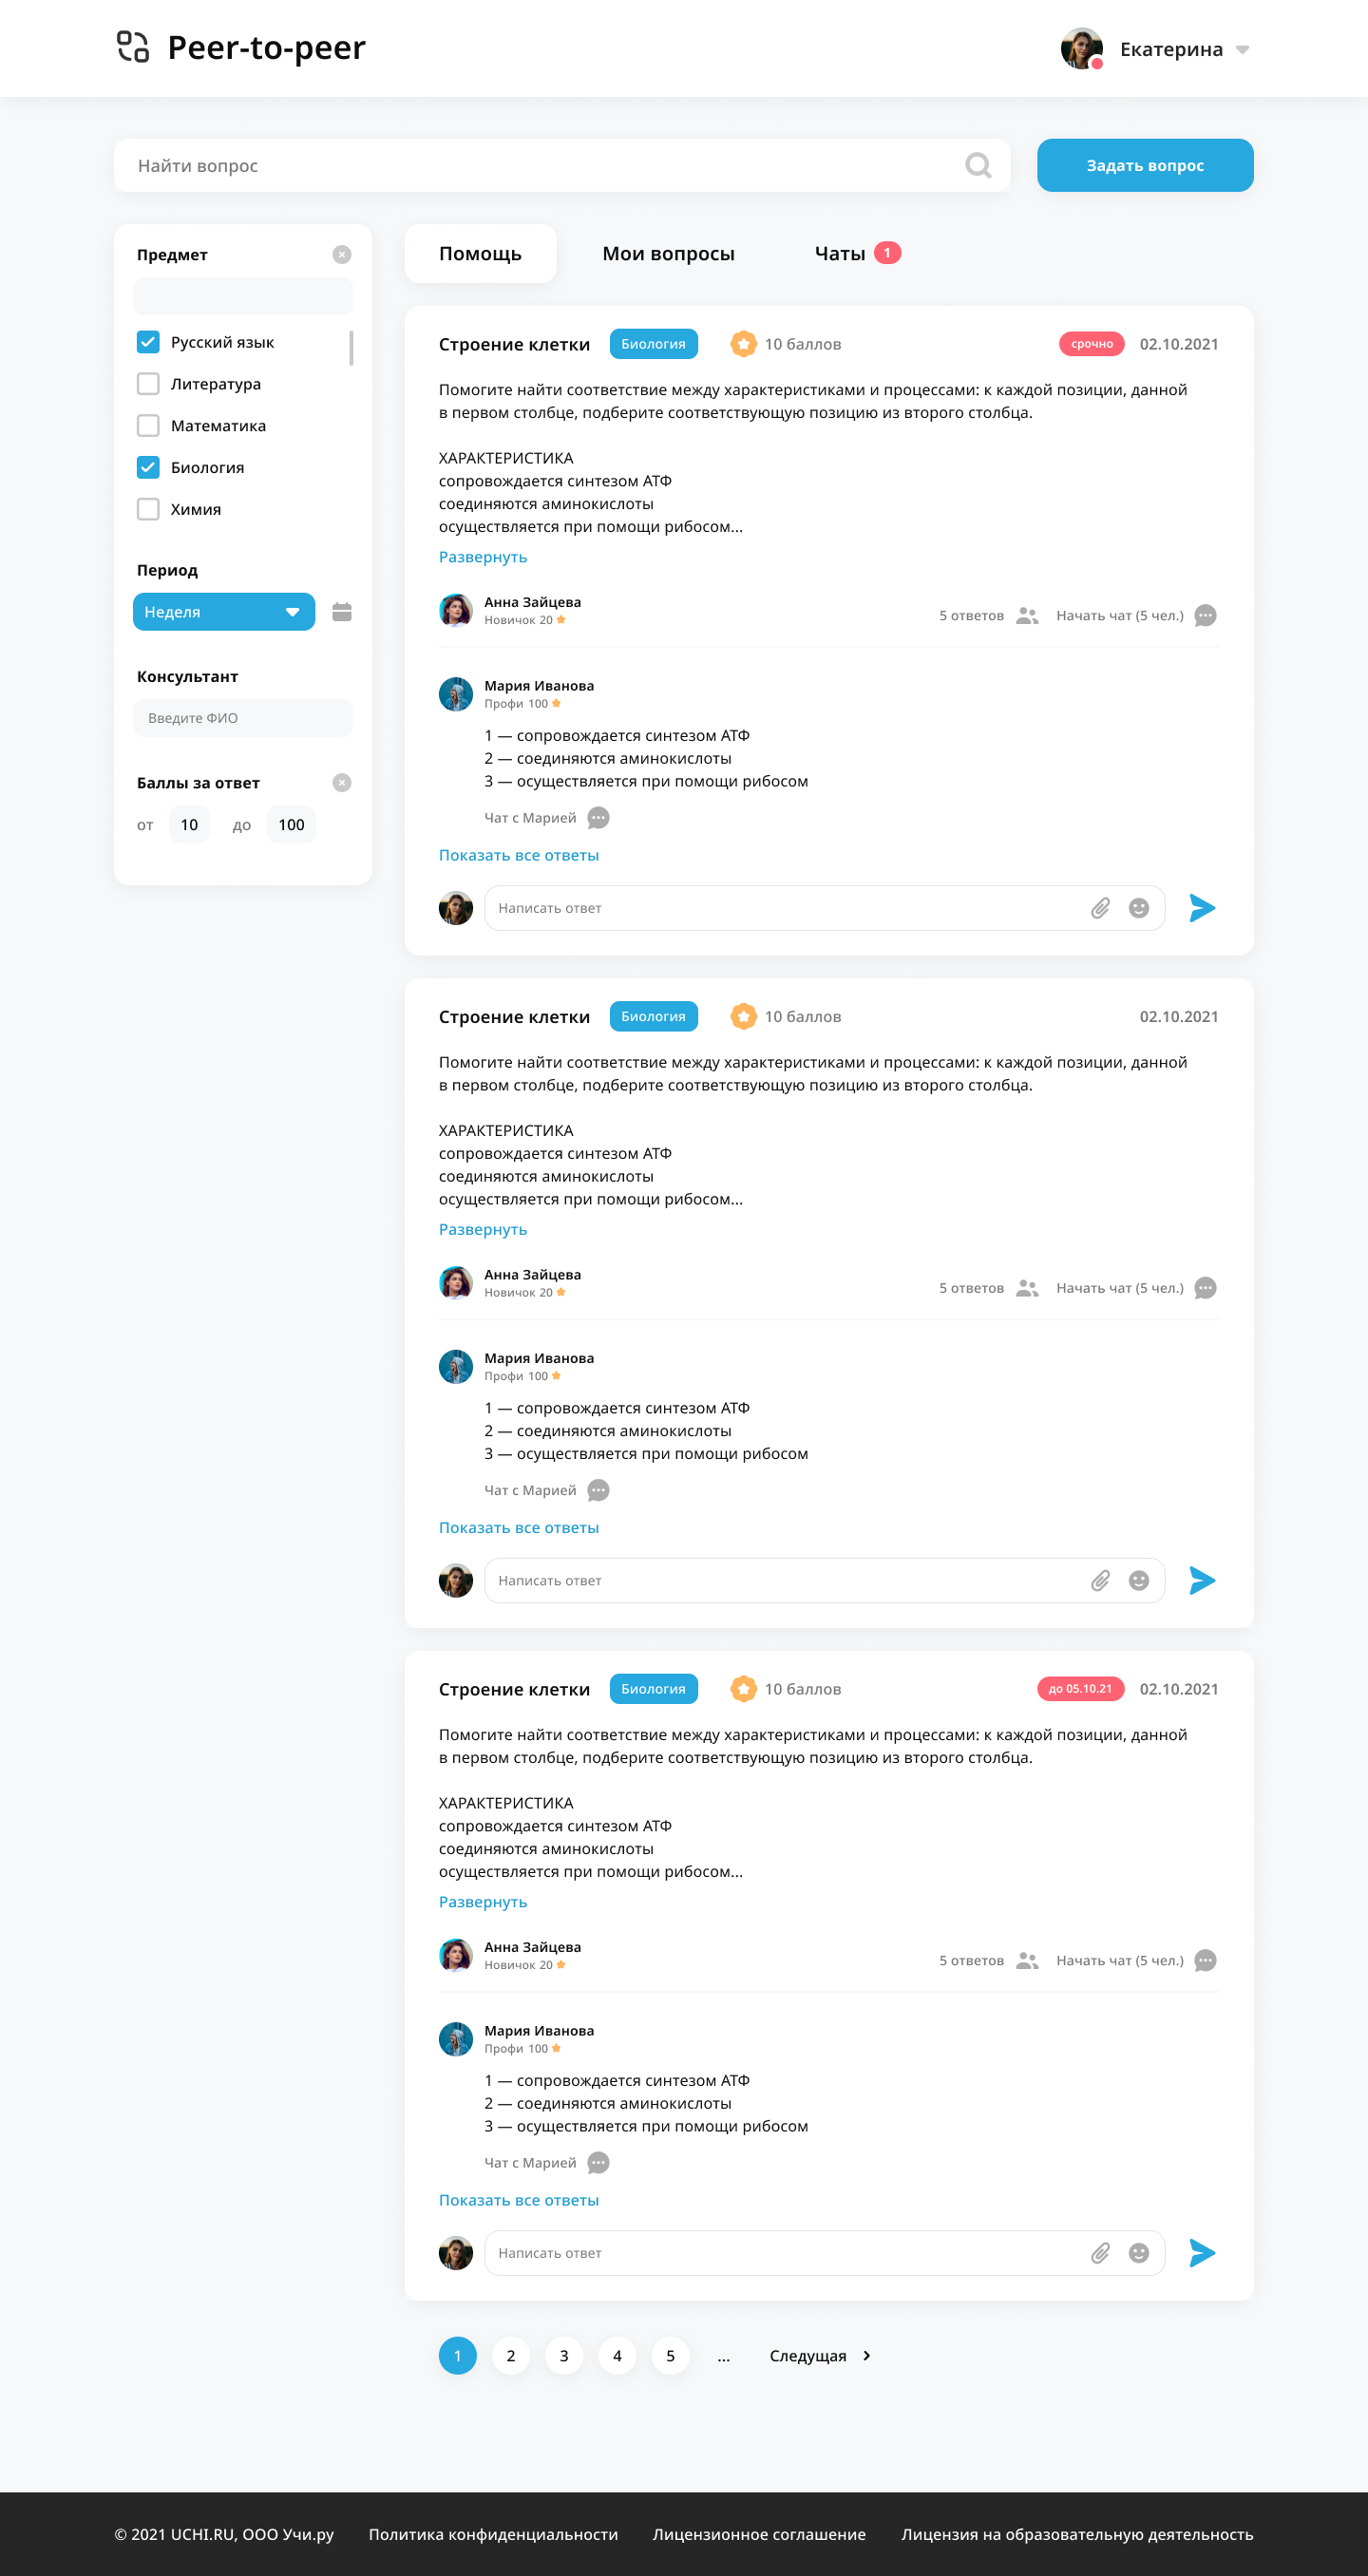 Peer-to-peer
Екатерина
Найти вопрос
Задать вопрос
Предмет
Русский язык
Литература
Математика
Биология
Химия
Период
Неделя
Консультант
Введите ФИО
Баллы за ответ
от 10 до 100
Помощь Мои вопросы Чаты 1
Строение клетки Биология 10 баллов срочно 02.10.2021
Помогите найти соответствие между характеристиками и процессами: к каждой позиции, данной
в первом столбце, подберите соответствующую позицию из второго столбца.
ХАРАКТЕРИСТИКА
сопровождается синтезом АТФ
соединяются аминокислоты
осуществляется при помощи рибосом...
Развернуть
Анна Зайцева
Новичок 20
5 ответов Начать чат (5 чел.)
Мария Иванова
Профи 100
1 — сопровождается синтезом АТФ
2 — соединяются аминокислоты
3 — осуществляется при помощи рибосом
Чат с Марией
Показать все ответы
Написать ответ
Строение клетки Биология 10 баллов 02.10.2021
Помогите найти соответствие между характеристиками и процессами: к каждой позиции, данной
в первом столбце, подберите соответствующую позицию из второго столбца.
ХАРАКТЕРИСТИКА
сопровождается синтезом АТФ
соединяются аминокислоты
осуществляется при помощи рибосом...
Развернуть
Анна Зайцева
Новичок 20
5 ответов Начать чат (5 чел.)
Мария Иванова
Профи 100
1 — сопровождается синтезом АТФ
2 — соединяются аминокислоты
3 — осуществляется при помощи рибосом
Чат с Марией
Показать все ответы
Написать ответ
Строение клетки Биология 10 баллов до 05.10.21 02.10.2021
Помогите найти соответствие между характеристиками и процессами: к каждой позиции, данной
в первом столбце, подберите соответствующую позицию из второго столбца.
ХАРАКТЕРИСТИКА
сопровождается синтезом АТФ
соединяются аминокислоты
осуществляется при помощи рибосом...
Развернуть
Анна Зайцева
Новичок 20
5 ответов Начать чат (5 чел.)
Мария Иванова
Профи 100
1 — сопровождается синтезом АТФ
2 — соединяются аминокислоты
3 — осуществляется при помощи рибосом
Чат с Марией
Показать все ответы
Написать ответ
1 2 3 4 5 ... Следущая
© 2021 UCHI.RU, ООО Учи.ру Политика конфиденциальности Лицензионное соглашение Лицензия на образовательную деятельность